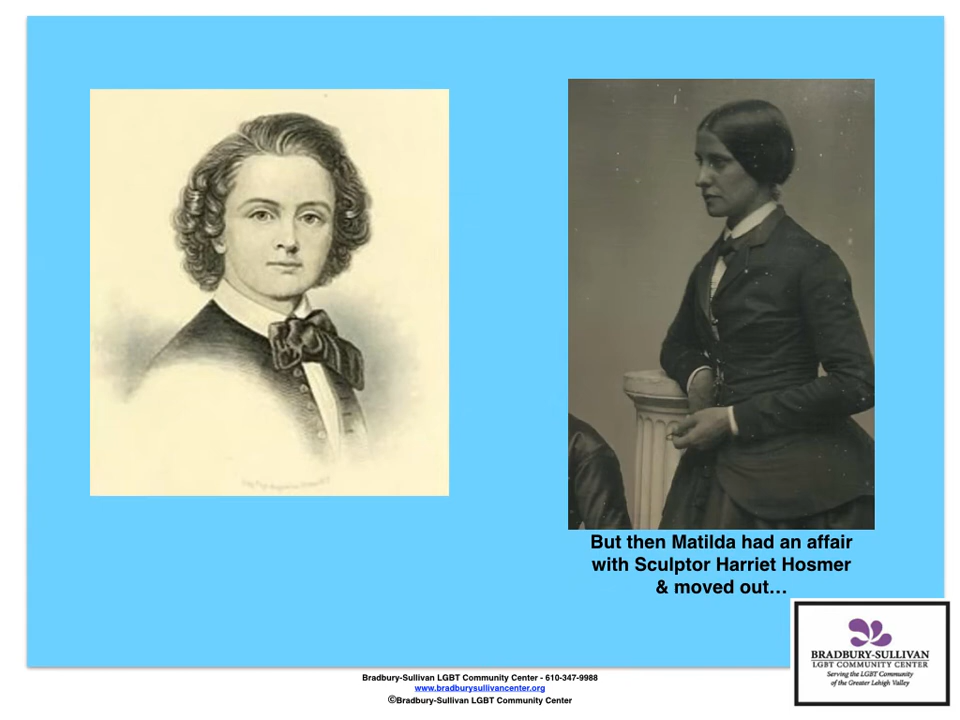 But then Matilda had an affair
with Sculptor Harriet Hosmer
& moved out…
BRADBURY-SULLIVAN
LGBT COMMUNITY CENTER
Serving the LGBT Community
of the Greater Lehigh Valley
Bradbury-Sullivan LGBT Community Center - 610-347-9988
www.bradburysullivancenter.org
©Bradbury-Sullivan LGBT Community Center